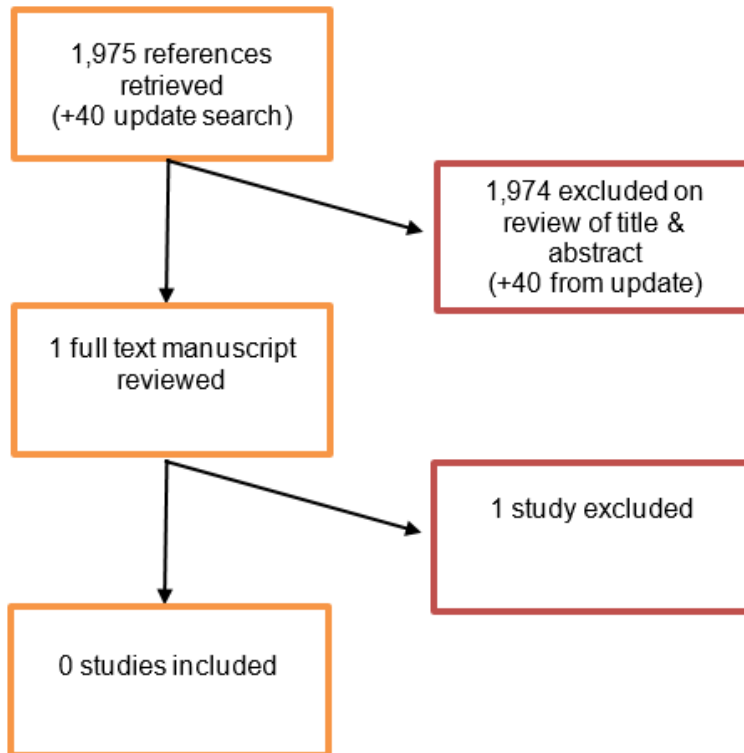 1,975 references
retrieved
(+40 update search)
1,974 excluded on
review of title &
abstract
(+40 from update)
1 full text manuscript
reviewed
1 study excluded
0 studies included